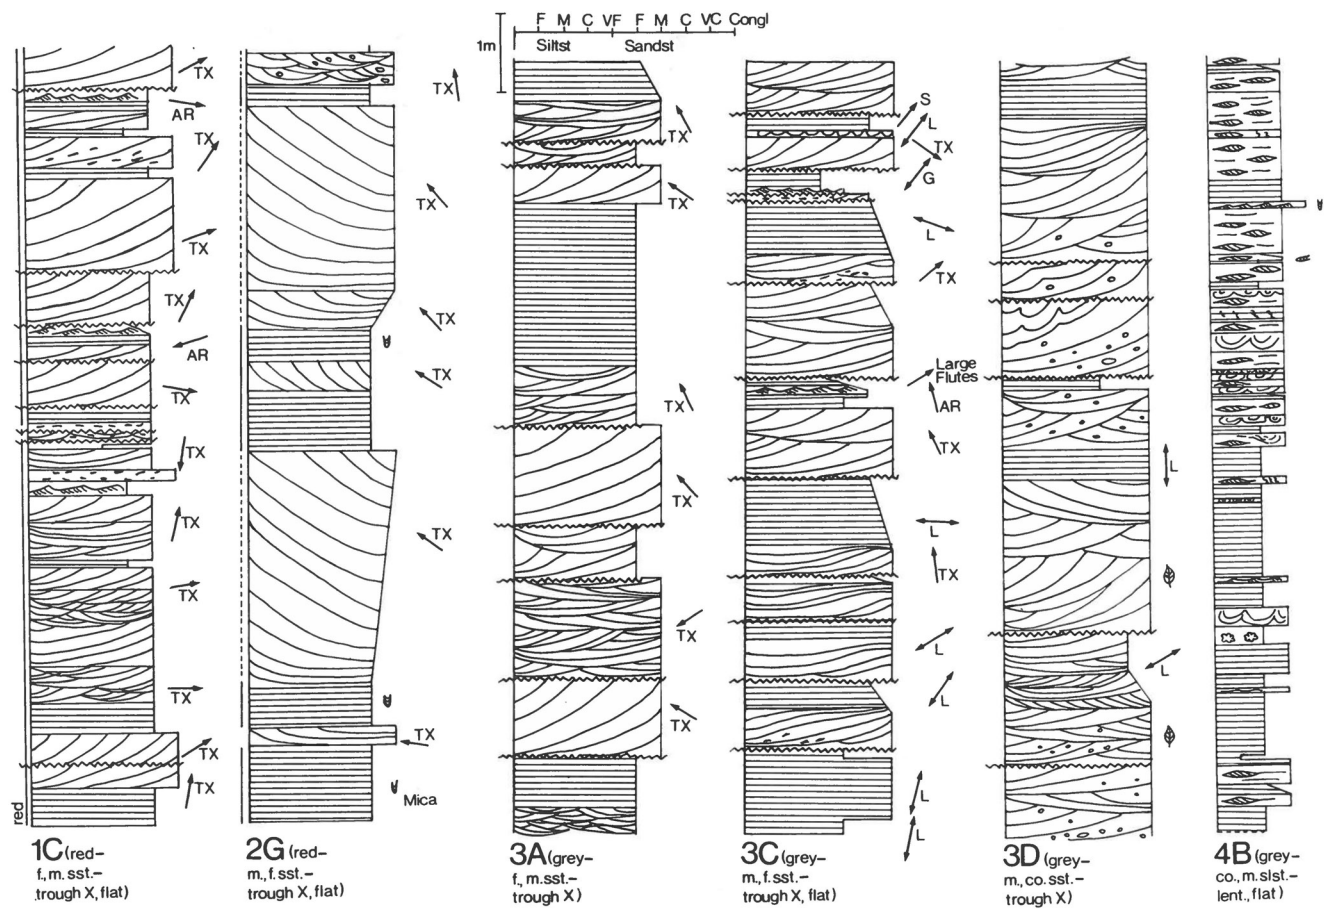 F M C VF F M C VC Congl
Siltst Sandst
1m
TX
AR
TX
TX
TX
AR
TX
TX
TX
TX
TX
TX
TX
red
1C (red–
f., m. sst.–
trough X, flat)
TX
TX
TX
TX
TX
TX
Mica
2G (red–
m., f. sst.–
trough X, flat)
TX
TX
TX
TX
TX
TX
3A (grey–
f., m. sst.–
trough X)
S
L
TX
G
L
TX
Large
Flutes
AR
TX
L
TX
L
L
L
L
3C (grey–
m., f. sst.–
trough X, flat)
L
L
3D (grey–
m., co. sst.–
trough X)
4B (grey–
co., m. slst.–
lent., flat)